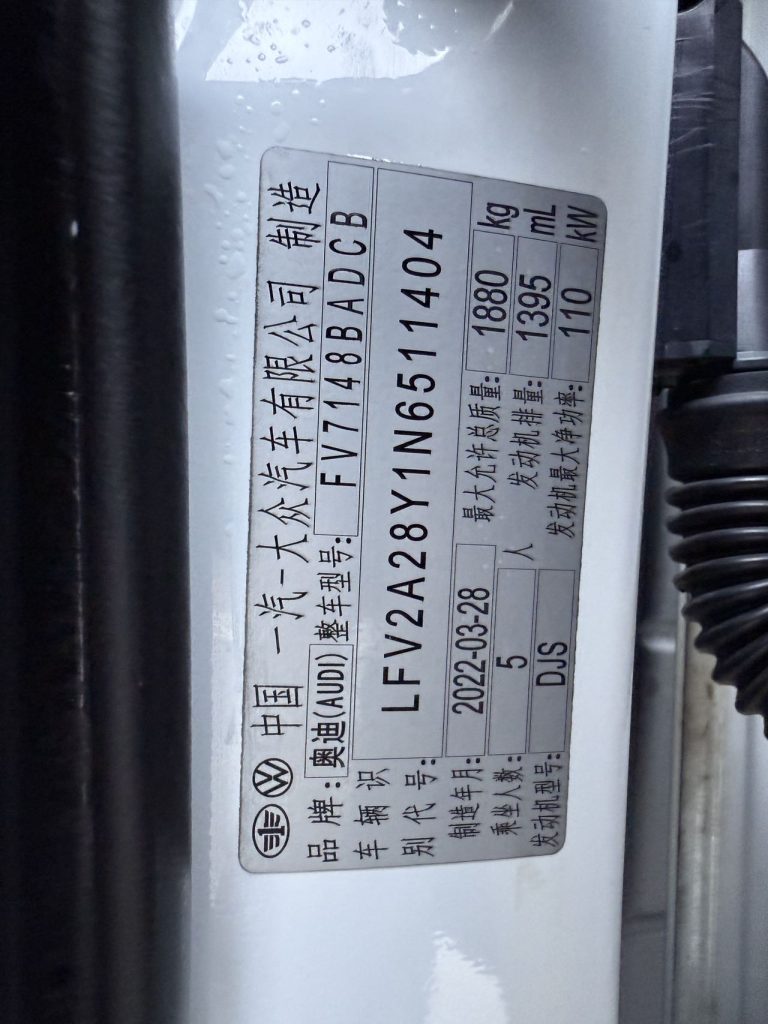 中国 一汽-大众汽车有限公司 制造
品牌: 奥迪(AUDI) 整车型号: FV7148BADCB
车辆识别代号: LFV2A28Y1N6511404
制造年月: 2022-03-28 最大允许总质量: 1880 kg
乘坐人数: 5 人 发动机排量: 1395 mL
发动机型号: DJS 发动机最大净功率: 110 kW